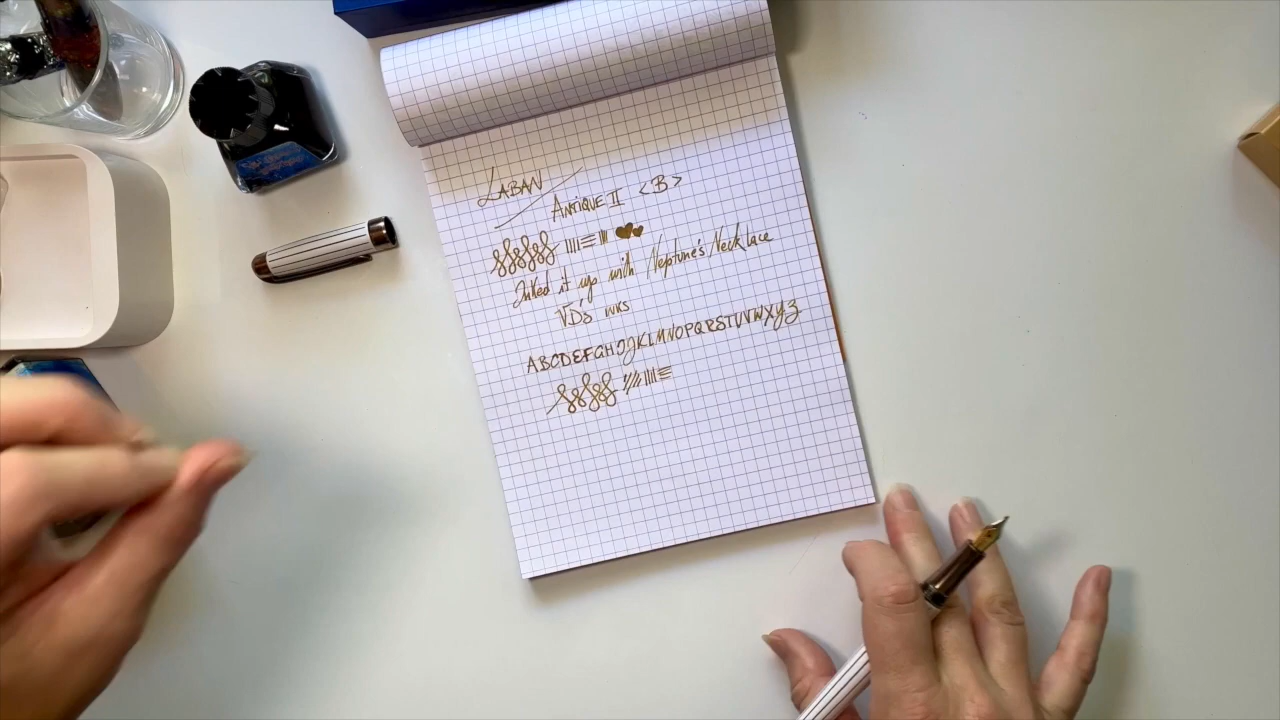 LABAN
ANTIQUE II <B>
Inked it up with Neptune's Necklace
VD's inks
ABCDEFGHIJKLMNOPQRSTUVWXYZ